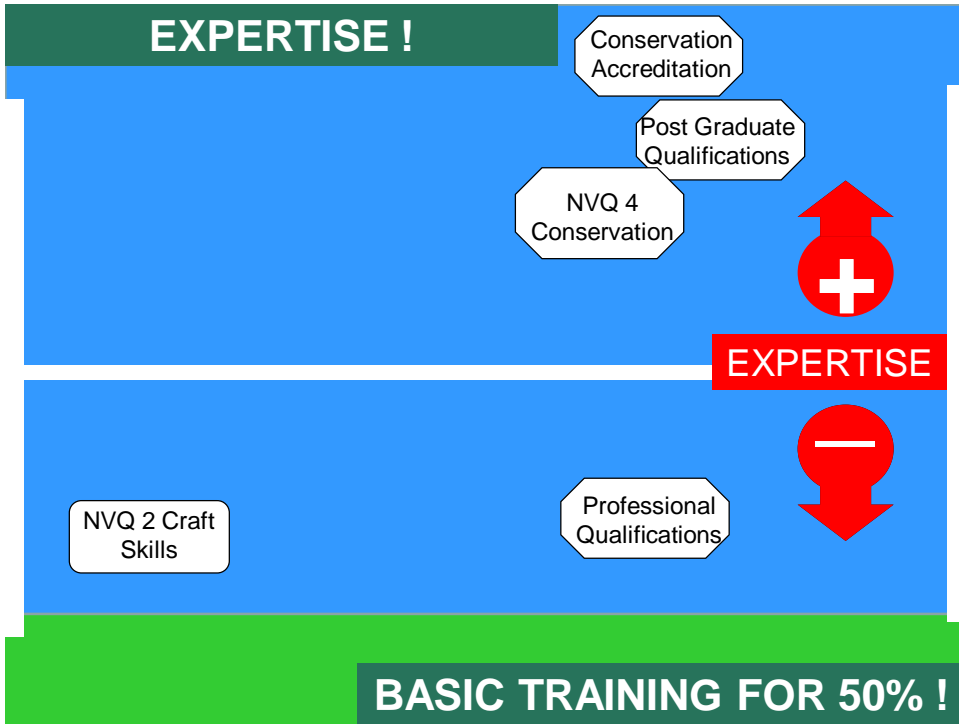 EXPERTISE !
Conservation
Accreditation
Post Graduate
Qualifications
NVQ 4
Conservation
EXPERTISE
NVQ 2 Craft
Skills
Professional
Qualifications
BASIC TRAINING FOR 50% !